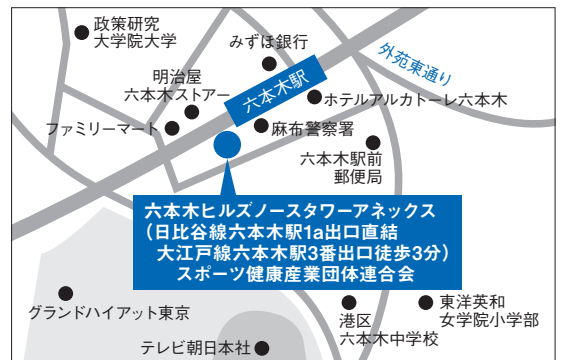 政策研究
大学院大学
みずほ銀行
外苑東通り
明治屋
六本木ストアー
六本木駅
ホテルアルカトーレ六本木
ファミリーマート
麻布警察署
六本木駅前
郵便局
六本木ヒルズノースタワーアネックス
（日比谷線六本木駅1a出口直結
大江戸線六本木駅3番出口徒歩3分）
スポーツ健康産業団体連合会
グランドハイアット東京
港区
六本木中学校
東洋英和
女学院小学部
テレビ朝日本社